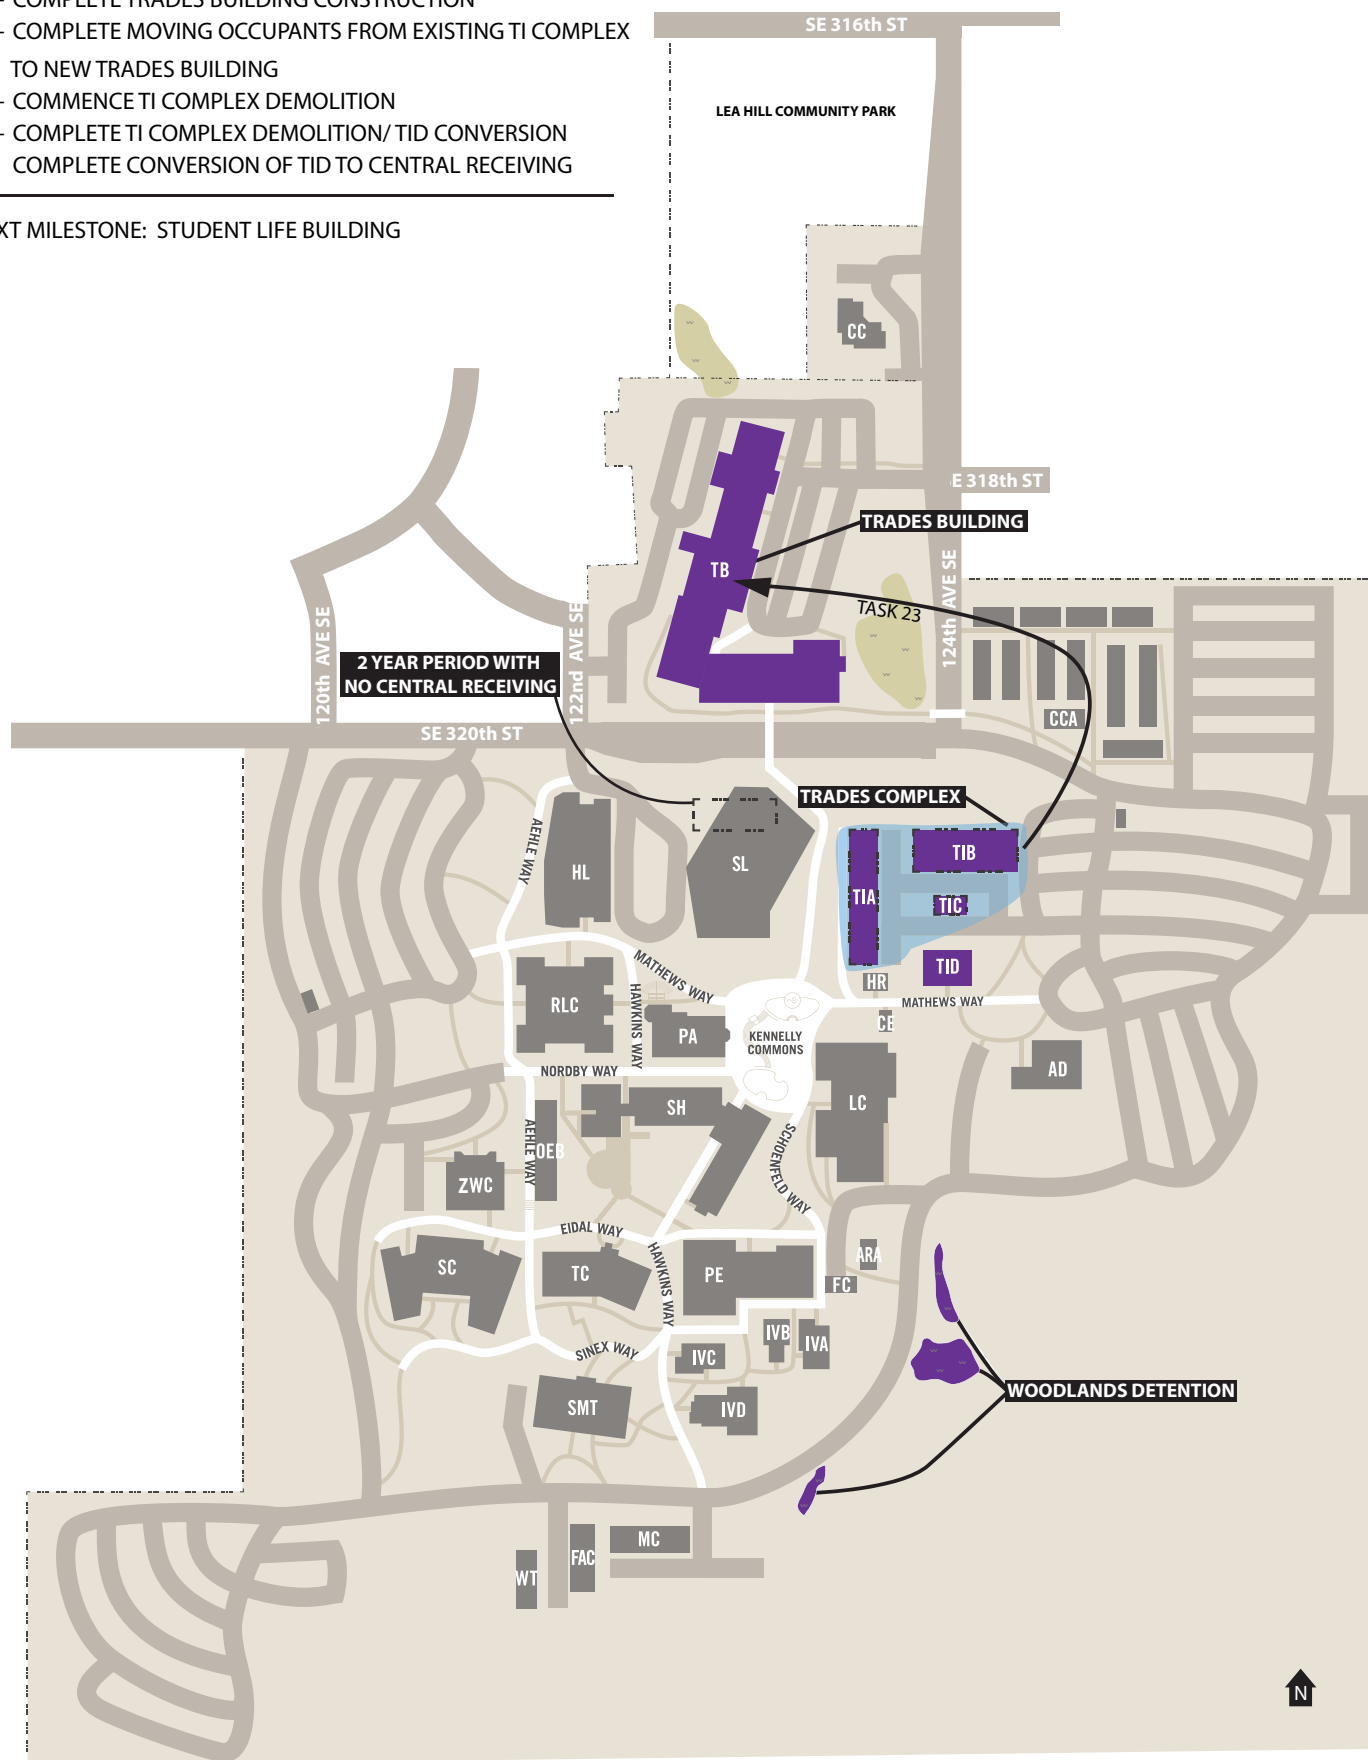 - COMPLETE TRADES BUILDING CONSTRUCTION
- COMPLETE MOVING OCCUPANTS FROM EXISTING TI COMPLEX
TO NEW TRADES BUILDING
- COMMENCE TI COMPLEX DEMOLITION
- COMPLETE TI COMPLEX DEMOLITION/ TID CONVERSION
COMPLETE CONVERSION OF TID TO CENTRAL RECEIVING
XT MILESTONE: STUDENT LIFE BUILDING
SE 316th ST
LEA HILL COMMUNITY PARK
CC
E 318th ST
TRADES BUILDING
TB
TASK 23
124th AVE SE
120th AVE SE
122nd AVE SE
2 YEAR PERIOD WITH
NO CENTRAL RECEIVING
CCA
SE 320th ST
TRADES COMPLEX
AEHLE WAY
HL
SL
TIB
TIA
TIC
TID
HR
MATHEWS WAY
MATHEWS WAY
HAWKINS WAY
RLC
PA
CE
KENNELLY
COMMONS
NORDBY WAY
AD
LC
SH
AEHLE WAY
OEB
SCHOENFELD WAY
ZWC
EIDAL WAY
HAWKINS WAY
SC
TC
PE
ARA
FC
IVB
IVA
SINEX WAY
IVC
WOODLANDS DETENTION
SMT
IVD
MC
FAC
WT
N